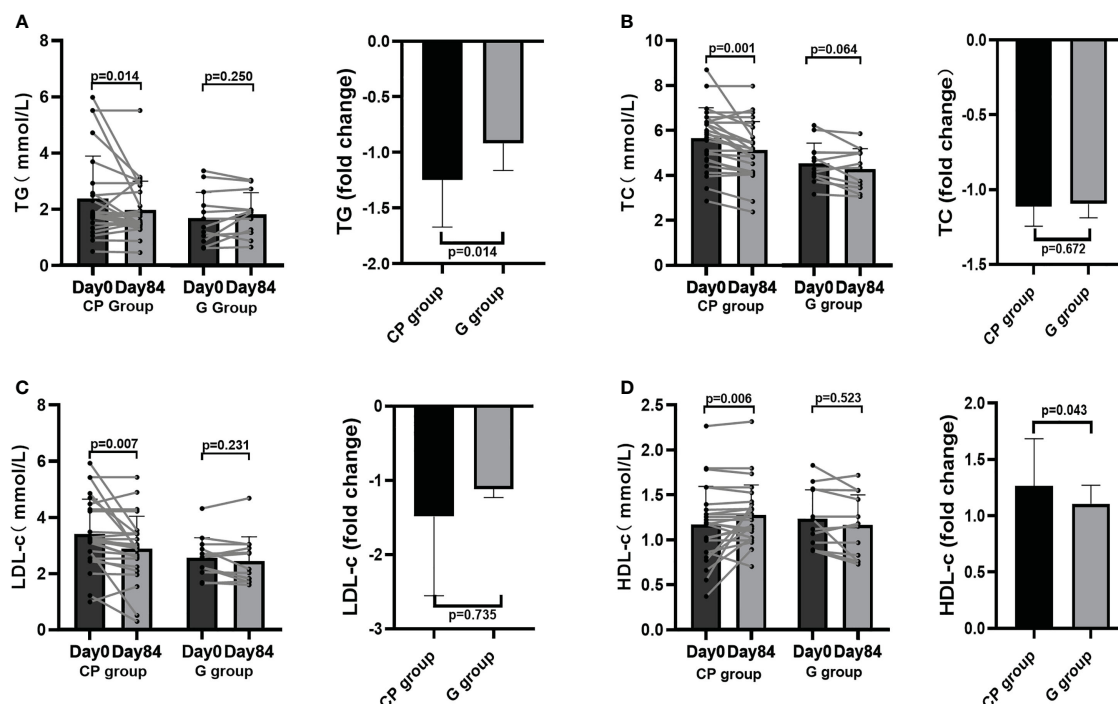 A
TG ( mmol/L)
8
6
4
2
0
p=0.014
p=0.250
Day0 Day84 Day0 Day84
CP Group G Group
TG (fold change)
0.0
-0.5
-1.0
-1.5
-2.0
p=0.014
CP group
G group
B
TC ( mmol/L)
10
8
6
4
2
0
p=0.001
p=0.064
Day0 Day84 Day0 Day84
CP Group G Group
TC (fold change)
0.0
-0.5
-1.0
-1.5
p=0.672
CP group
G group
C
LDL-c ( mmol/L)
8
6
4
2
0
p=0.007
p=0.231
Day0 Day84 Day0 Day84
CP group G group
LDL-c (fold change)
0
-1
-2
-3
p=0.735
CP group
G group
D
HDL-c ( mmol/L)
2.5
2.0
1.5
1.0
0.5
0.0
p=0.006
p=0.523
Day0 Day84 Day0 Day84
CP group G group
HDL-c (fold change)
2.0
1.5
1.0
0.5
0.0
p=0.043
CP group
G group